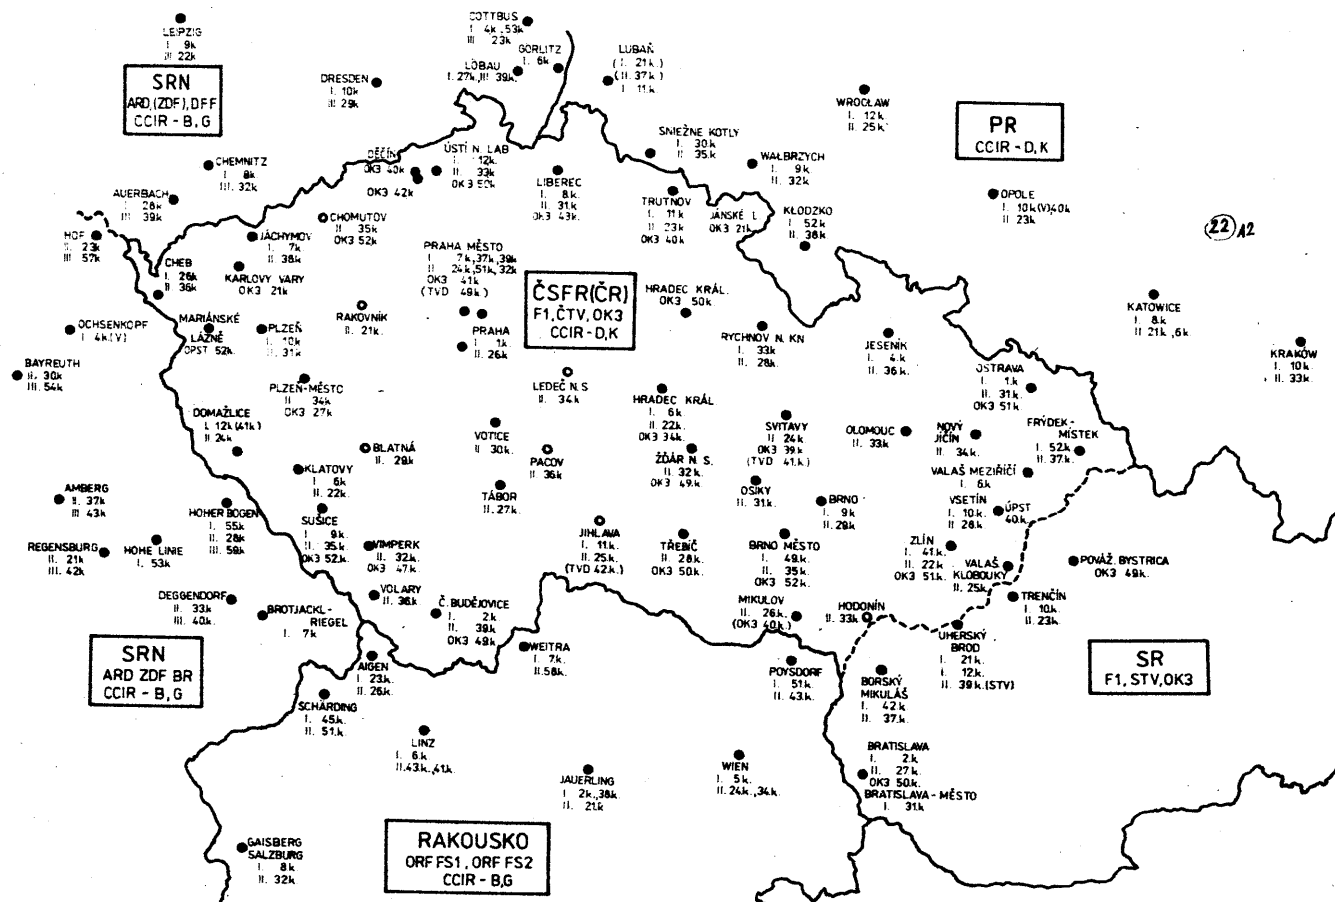 LEIPZIG
I. 9k
III 22k
SRN
ARD,(ZDF),DFF
CCIR - B,G
COTTBUS
I 4k,53k
III 23k
GÖRLITZ
I. 6k
LÖBAU
I. 27k,III 39k.
LUBAŇ
(I. 21k.)
(II. 37k.)
I. 11k.
DRESDEN
I. 10k
III 29k
WROCŁAW
I. 12k
II. 25k
PR
CCIR - D,K
CHEMNITZ
I. 8k
III. 32k
DĚČÍN
OK3 40k
OK3 42k
ÚSTÍ N. LAB
I. 12k.
II. 33k
OK3 50k
LIBEREC
I. 8k.
II. 31k.
OK3 43k.
SNIEŽNE KOTLY
I. 30k.
II. 35k.
WAŁBRZYCH
I. 9k
II. 32k
OPOLE
I. 10k(V)40k
II. 23k
AUERBACH
I 28k
III. 39k
CHOMUTOV
II 35k
OK3 52k
TRUTNOV
I. 11k
II. 23k
OK3 40k
JÁNSKÉ L.
OK3 21k
KŁODZKO
I. 52k
II. 38k
22 A2
HOF
II. 23k
III. 57k
JÁCHYMOV
I. 7k
II. 38k
KARLOVY VARY
OK3 21k
CHEB
I. 26k
II. 36k
PRAHA MĚSTO
I 7k,37k,39k
II 24k,51k,32k
OK3 41k
(TVD 49k.)
PRAHA
I. 1k
II. 26k
ČSFR(ČR)
F1,ČTV,OK3
CCIR - D,K
HRADEC KRÁL.
OK3 50k.
KATOWICE
I. 8k
II. 21k.,6k.
KRAKÓW
I. 10k
II. 33k
OCHSENKOPF
I 4k(V)
MARIÁNSKÉ
LÁZNĚ
OPST 52k.
PLZEŇ
I. 10k
II. 31k
RAKOVNÍK
II. 21k.
RYCHNOV N. KN
I. 33k
II. 28k.
JESENÍK
I. 4k
II. 36k.
OSTRAVA
I. 1k
II. 31k.
OK3 51k
BAYREUTH
II. 30k
III. 54k
PLZEŇ-MĚSTO
II 34k
OK3 27k
LEDEČ N.S
II. 34k
HRADEC KRÁL
I. 6k
II. 22k.
OK3 34k.
DOMAŽLICE
I. 12k(41k)
II 24k
VOTICE
II 30k.
SVITAVY
II 24k
OK3 39k
(TVD 41k.)
OLOMOUC
II. 33k
NOVÝ
JIČÍN
II. 34k.
FRÝDEK-
MÍSTEK
I. 52k
II. 37k.
BLATNÁ
II. 29k
PACOV
II. 36k
ŽĎÁR N. S.
II. 32k
OK3 49k.
VALAŠ MEZIŘÍČÍ
I. 6k.
KLATOVY
I 6k
II. 22k.
TÁBOR
II. 27k.
OSIKY
II. 31k.
AMBERG
II. 37k
III 43k
HOHER BOGEN
I. 55k
II. 28k
III. 59k
SUŠICE
I. 9k.
II. 35k.
OK3 52k.
JIHLAVA
I. 11k.
II. 25k.
(TVD 42k.)
BRNO
I. 9k
II. 29k
VSETÍN
I. 10k.
II. 28k.
ÚPST
40k.
REGENSBURG
II. 21k
III. 42k
HOHE LINIE
I. 53k
VIMPERK
II. 32k
OK3 47k.
TŘEBÍČ
II. 28k
OK3 50k.
BRNO MĚSTO
I. 49k.
II. 35k
OK3 52k
ZLÍN
I. 41k.
II. 22k
OK3 51k.
VALAŠ.
KLOBOUKY
II. 25k.
POVÁŽ. BYSTRICA
OK3 49k.
DEGGENDORF
II. 33k
III. 40k.
BROTJACKL-
RIEGEL
I. 7k
VOLARY
II. 36k.
Č. BUDĚJOVICE
I. 2k
II. 39k
OK3 49k
MIKULOV
II. 26k.
(OK3 40k.)
HODONÍN
II. 33k
TRENČÍN
I. 10k.
II. 23k.
UHERSKÝ
BROD
I. 21k.
I. 12k.
II. 39k.(STV)
SR
F1, STV,OK3
SRN
ARD ZDF BR
CCIR - B,G
AIGEN
I. 23k.
II. 26k.
WEITRA
I. 7k.
II. 58k.
POYSDORF
I. 51k.
II. 43k.
BORSKÝ
MIKULÁŠ
I. 42k
II. 37k.
SCHÄRDING
I. 45k.
II. 51k.
LINZ
I. 6k
II. 43k.,41k.
JAUERLING
I. 2k.,38k.
II. 21k
WIEN
I. 5k.
II. 24k.,34k.
BRATISLAVA
I. 2k.
II. 27k.
OK3 50k.
BRATISLAVA - MĚSTO
I. 31k
RAKOUSKO
ORF FS1 , ORF FS2
CCIR - B,G
GAISBERG
SALZBURG
I. 8k
II. 32k